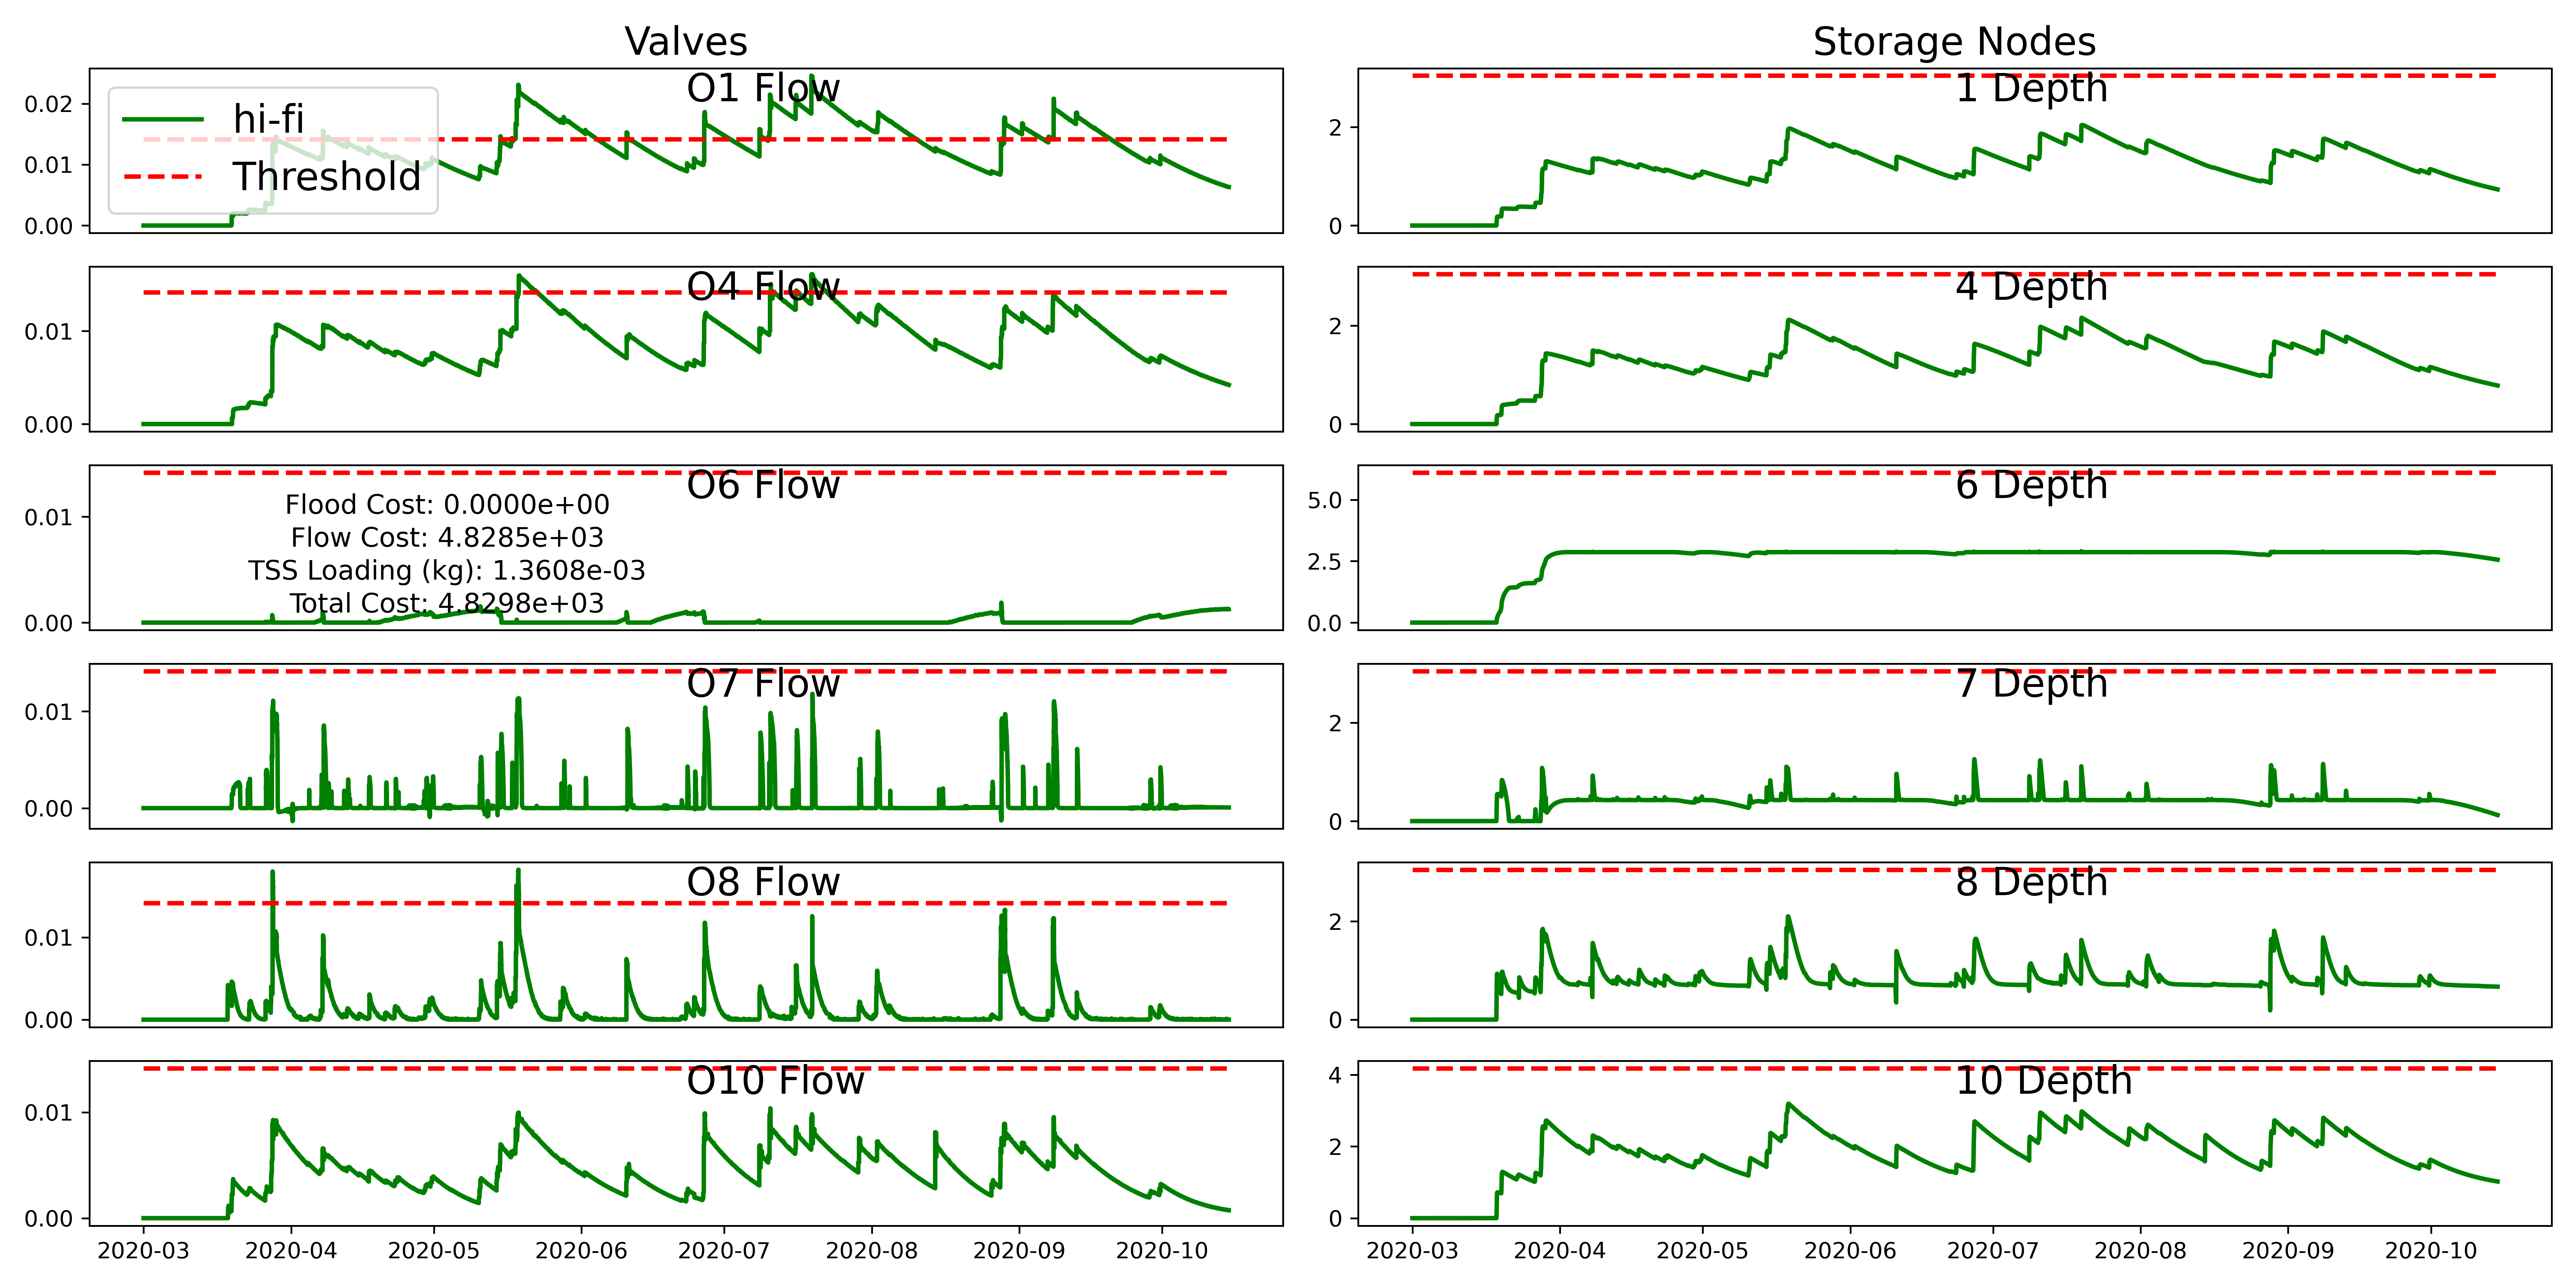 Valves
O1 Flow
0.02
0.01
0.00
hi-fi
Threshold
O4 Flow
0.01
0.00
O6 Flow
0.01
0.00
Flood Cost: 0.0000e+00
Flow Cost: 4.8285e+03
TSS Loading (kg): 1.3608e-03
Total Cost: 4.8298e+03
O7 Flow
0.01
0.00
O8 Flow
0.01
0.00
O10 Flow
0.01
0.00
2020-03 2020-04 2020-05 2020-06 2020-07 2020-08 2020-09 2020-10
Storage Nodes
1 Depth
2
0
4 Depth
2
0
6 Depth
5.0
2.5
0.0
7 Depth
2
0
8 Depth
2
0
10 Depth
4
2
0
2020-03 2020-04 2020-05 2020-06 2020-07 2020-08 2020-09 2020-10